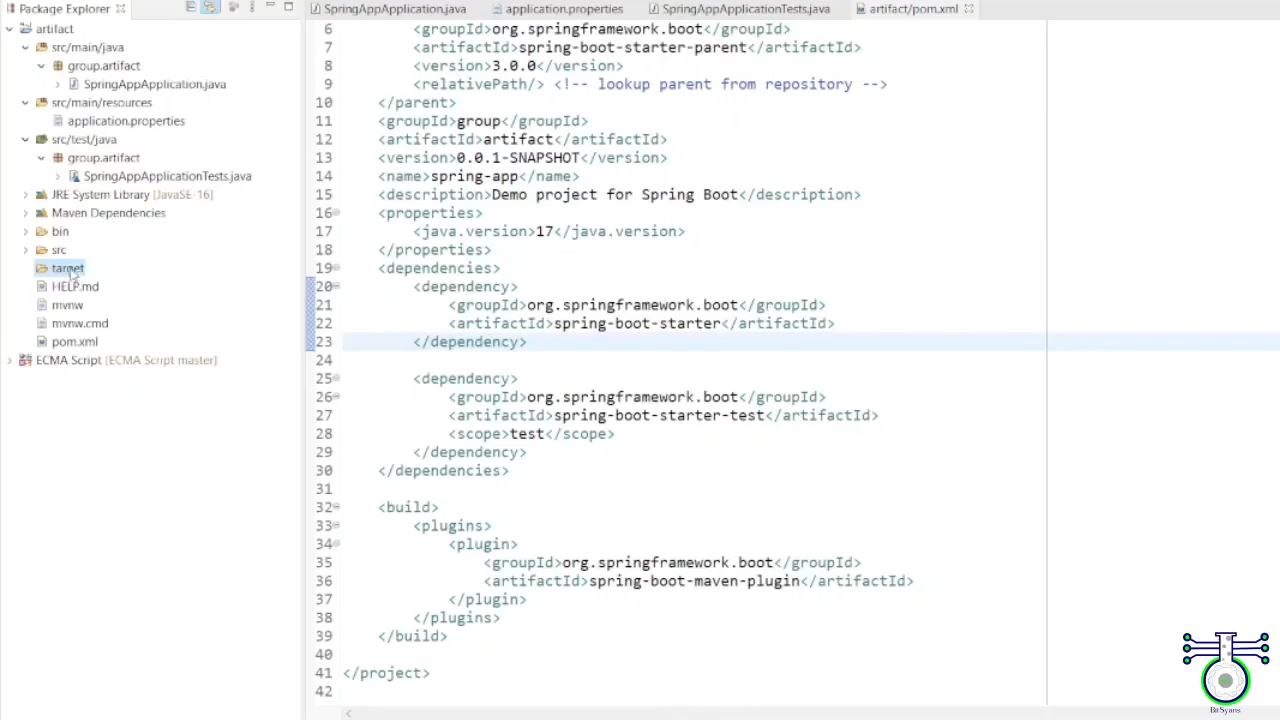 Package Explorer
artifact
src/main/java
group.artifact
SpringAppApplication.java
src/main/resources
application.properties
src/test/java
group.artifact
SpringAppApplicationTests.java
JRE System Library [JavaSE-16]
Maven Dependencies
bin
src
target
HELP.md
mvnw
mvnw.cmd
pom.xml
ECMA Script [ECMA Script master]
SpringAppApplication.java
application.properties
SpringAppApplicationTests.java
artifact/pom.xml
6 <groupId>org.springframework.boot</groupId>
7 <artifactId>spring-boot-starter-parent</artifactId>
8 <version>3.0.0</version>
9 <relativePath/> <!-- lookup parent from repository -->
10 </parent>
11 <groupId>group</groupId>
12 <artifactId>artifact</artifactId>
13 <version>0.0.1-SNAPSHOT</version>
14 <name>spring-app</name>
15 <description>Demo project for Spring Boot</description>
16 <properties>
17 <java.version>17</java.version>
18 </properties>
19 <dependencies>
20 <dependency>
21 <groupId>org.springframework.boot</groupId>
22 <artifactId>spring-boot-starter</artifactId>
23 </dependency>
24
25 <dependency>
26 <groupId>org.springframework.boot</groupId>
27 <artifactId>spring-boot-starter-test</artifactId>
28 <scope>test</scope>
29 </dependency>
30 </dependencies>
31
32 <build>
33 <plugins>
34 <plugin>
35 <groupId>org.springframework.boot</groupId>
36 <artifactId>spring-boot-maven-plugin</artifactId>
37 </plugin>
38 </plugins>
39 </build>
40
41 </project>
42
BitSyans